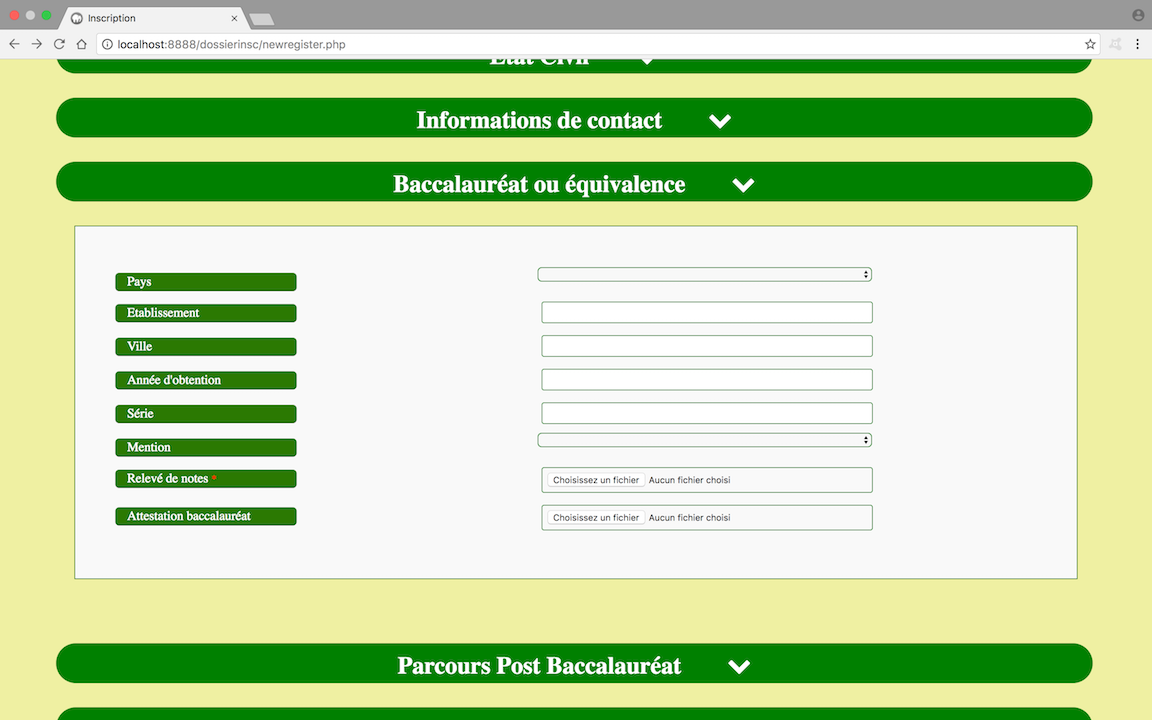 Inscription
localhost:8888/dossierinsc/newregister.php
Etat Civil
Informations de contact
Baccalauréat ou équivalence
Pays
Etablissement
Ville
Année d'obtention
Série
Mention
Relevé de notes *
Choisissez un fichier Aucun fichier choisi
Attestation baccalauréat
Choisissez un fichier Aucun fichier choisi
Parcours Post Baccalauréat